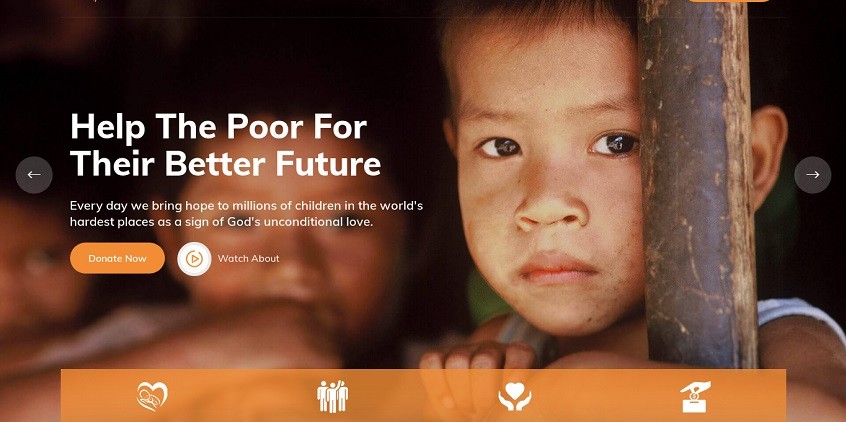 Help The Poor For
Their Better Future
Every day we bring hope to millions of children in the world's
hardest places as a sign of God's unconditional love.
Donate Now
Watch About